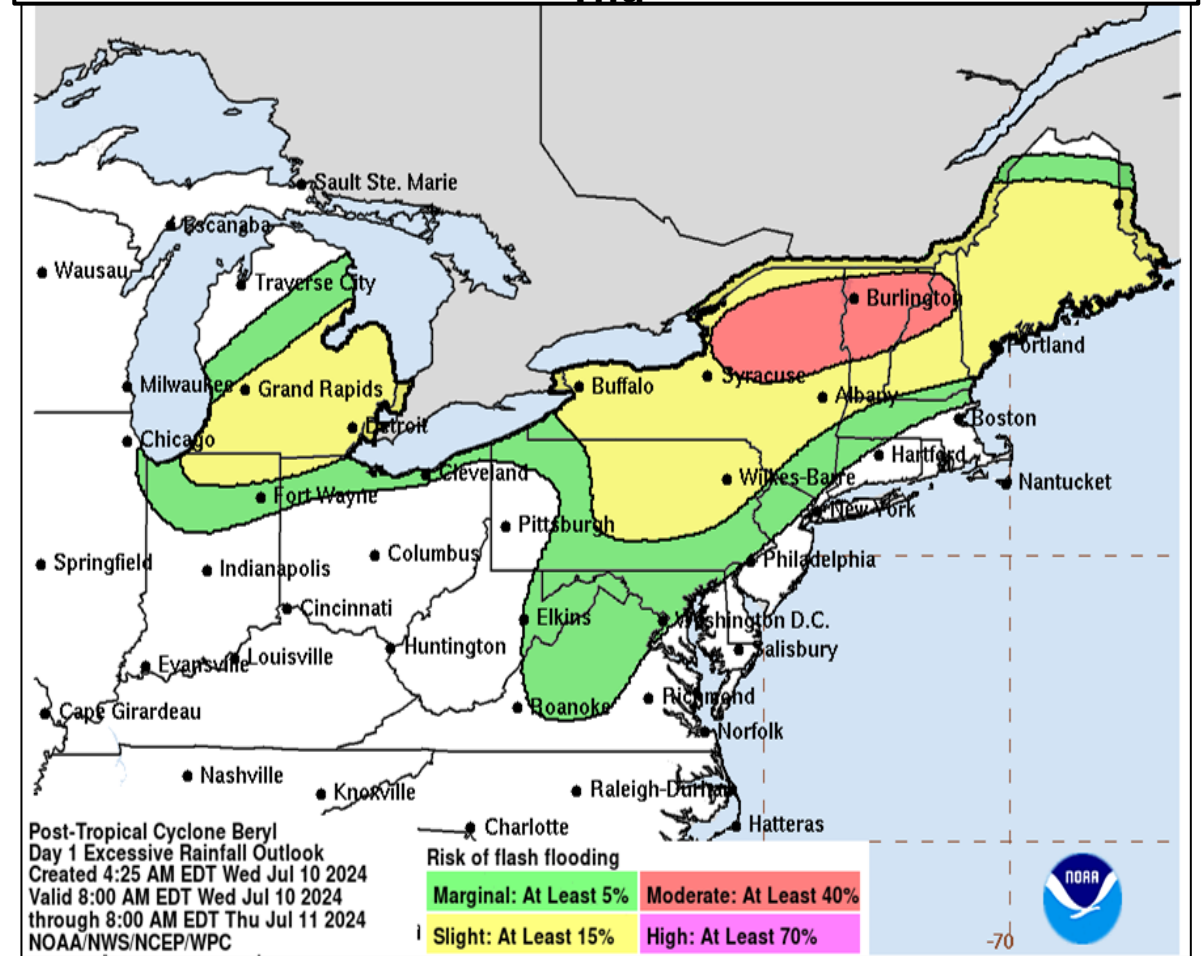 Sault Ste. Marie
Escanaba
Wausau
Traverse City
Burlington
Portland
Milwaukee
Grand Rapids
Buffalo
Syracuse
Albany
Detroit
Boston
Chicago
Cleveland
Hartford
Fort Wayne
Wilkes-Barre
Nantucket
New York
Pittsburgh
Springfield
Indianapolis
Columbus
Philadelphia
Cincinnati
Elkins
Washington D.C.
Huntington
Salisbury
Evansville
Louisville
Richmond
Roanoke
Cape Girardeau
Norfolk
Nashville
Knoxville
Raleigh-Durham
Charlotte
Hatteras
Post-Tropical Cyclone Beryl
Day 1 Excessive Rainfall Outlook
Created 4:25 AM EDT Wed Jul 10 2024
Valid 8:00 AM EDT Wed Jul 10 2024
through 8:00 AM EDT Thu Jul 11 2024
NOAA/NWS/NCEP/WPC
Risk of flash flooding
Marginal: At Least 5% Moderate: At Least 40%
Slight: At Least 15% High: At Least 70%
NOAA
-70